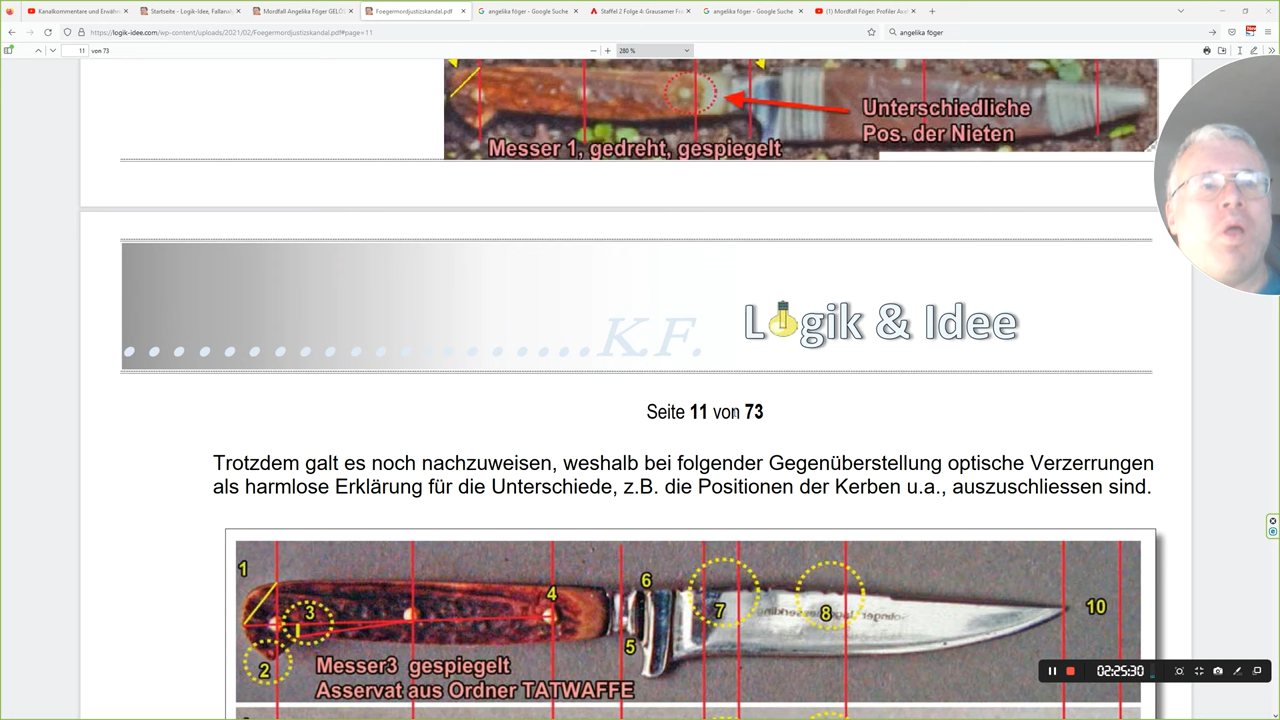 Kanalkommentare und Erwähn
Startseite - Logik-Idee, Fallanal
Mordfall Angelika Föger GELÖS
Foegermordjustizskandal.pdf
angelika föger - Google Suche
Staffel 2 Folge 4: Grausamer Fr
angelika föger - Google Suche
(1) Mordfall Föger: Profiler Axel
https://logik-idee.com/wp-content/uploads/2021/02/Foegermordjustizskandal.pdf#page=11
angelika föger
11 von 73
280 %
Unterschiedliche
Pos. der Nieten
Messer 1, gedreht, gespiegelt
K.F.
Logik & Idee
Seite 11 von 73
Trotzdem galt es noch nachzuweisen, weshalb bei folgender Gegenüberstellung optische Verzerrungen
als harmlose Erklärung für die Unterschiede, z.B. die Positionen der Kerben u.a., auszuschliessen sind.
1
2
3
4
5
6
7
8
10
Messer3 gespiegelt
Asservat aus Ordner TATWAFFE
02:25:30